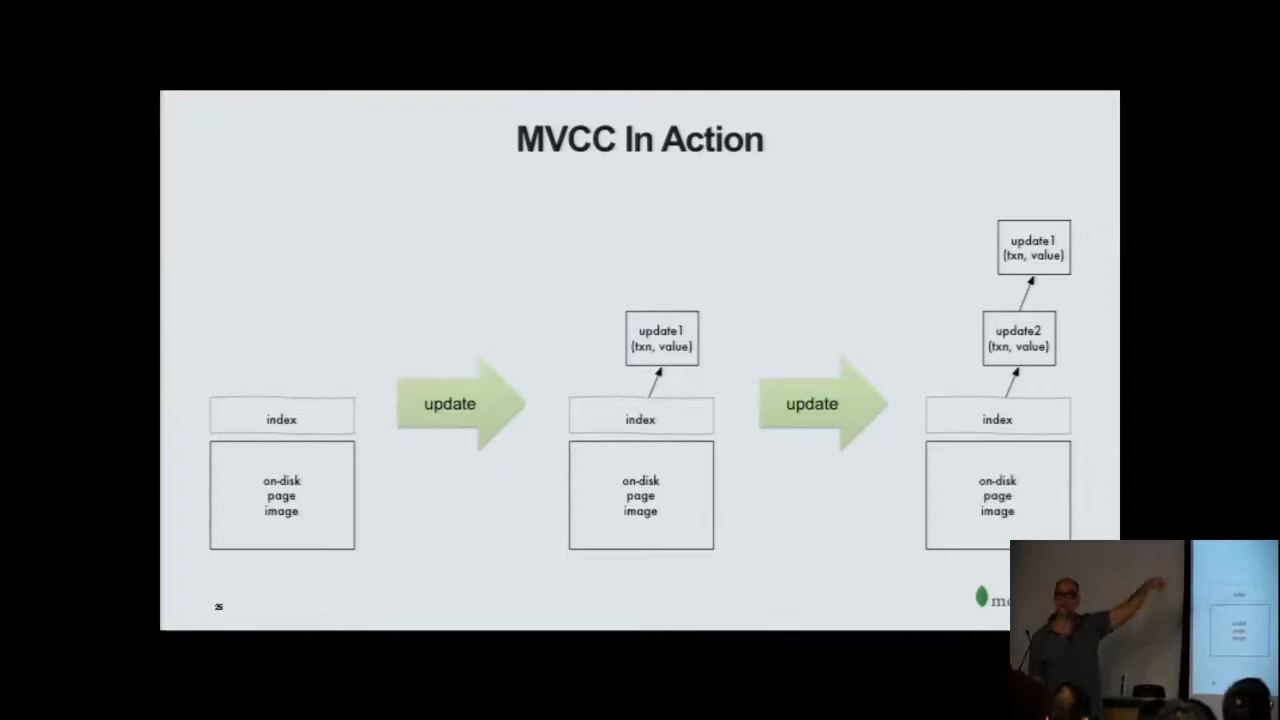 MVCC In Action
update1
(txn, value)
update1
(txn, value)
update2
(txn, value)
index
update
index
update
index
on-disk
page
image
on-disk
page
image
on-disk
page
image
25